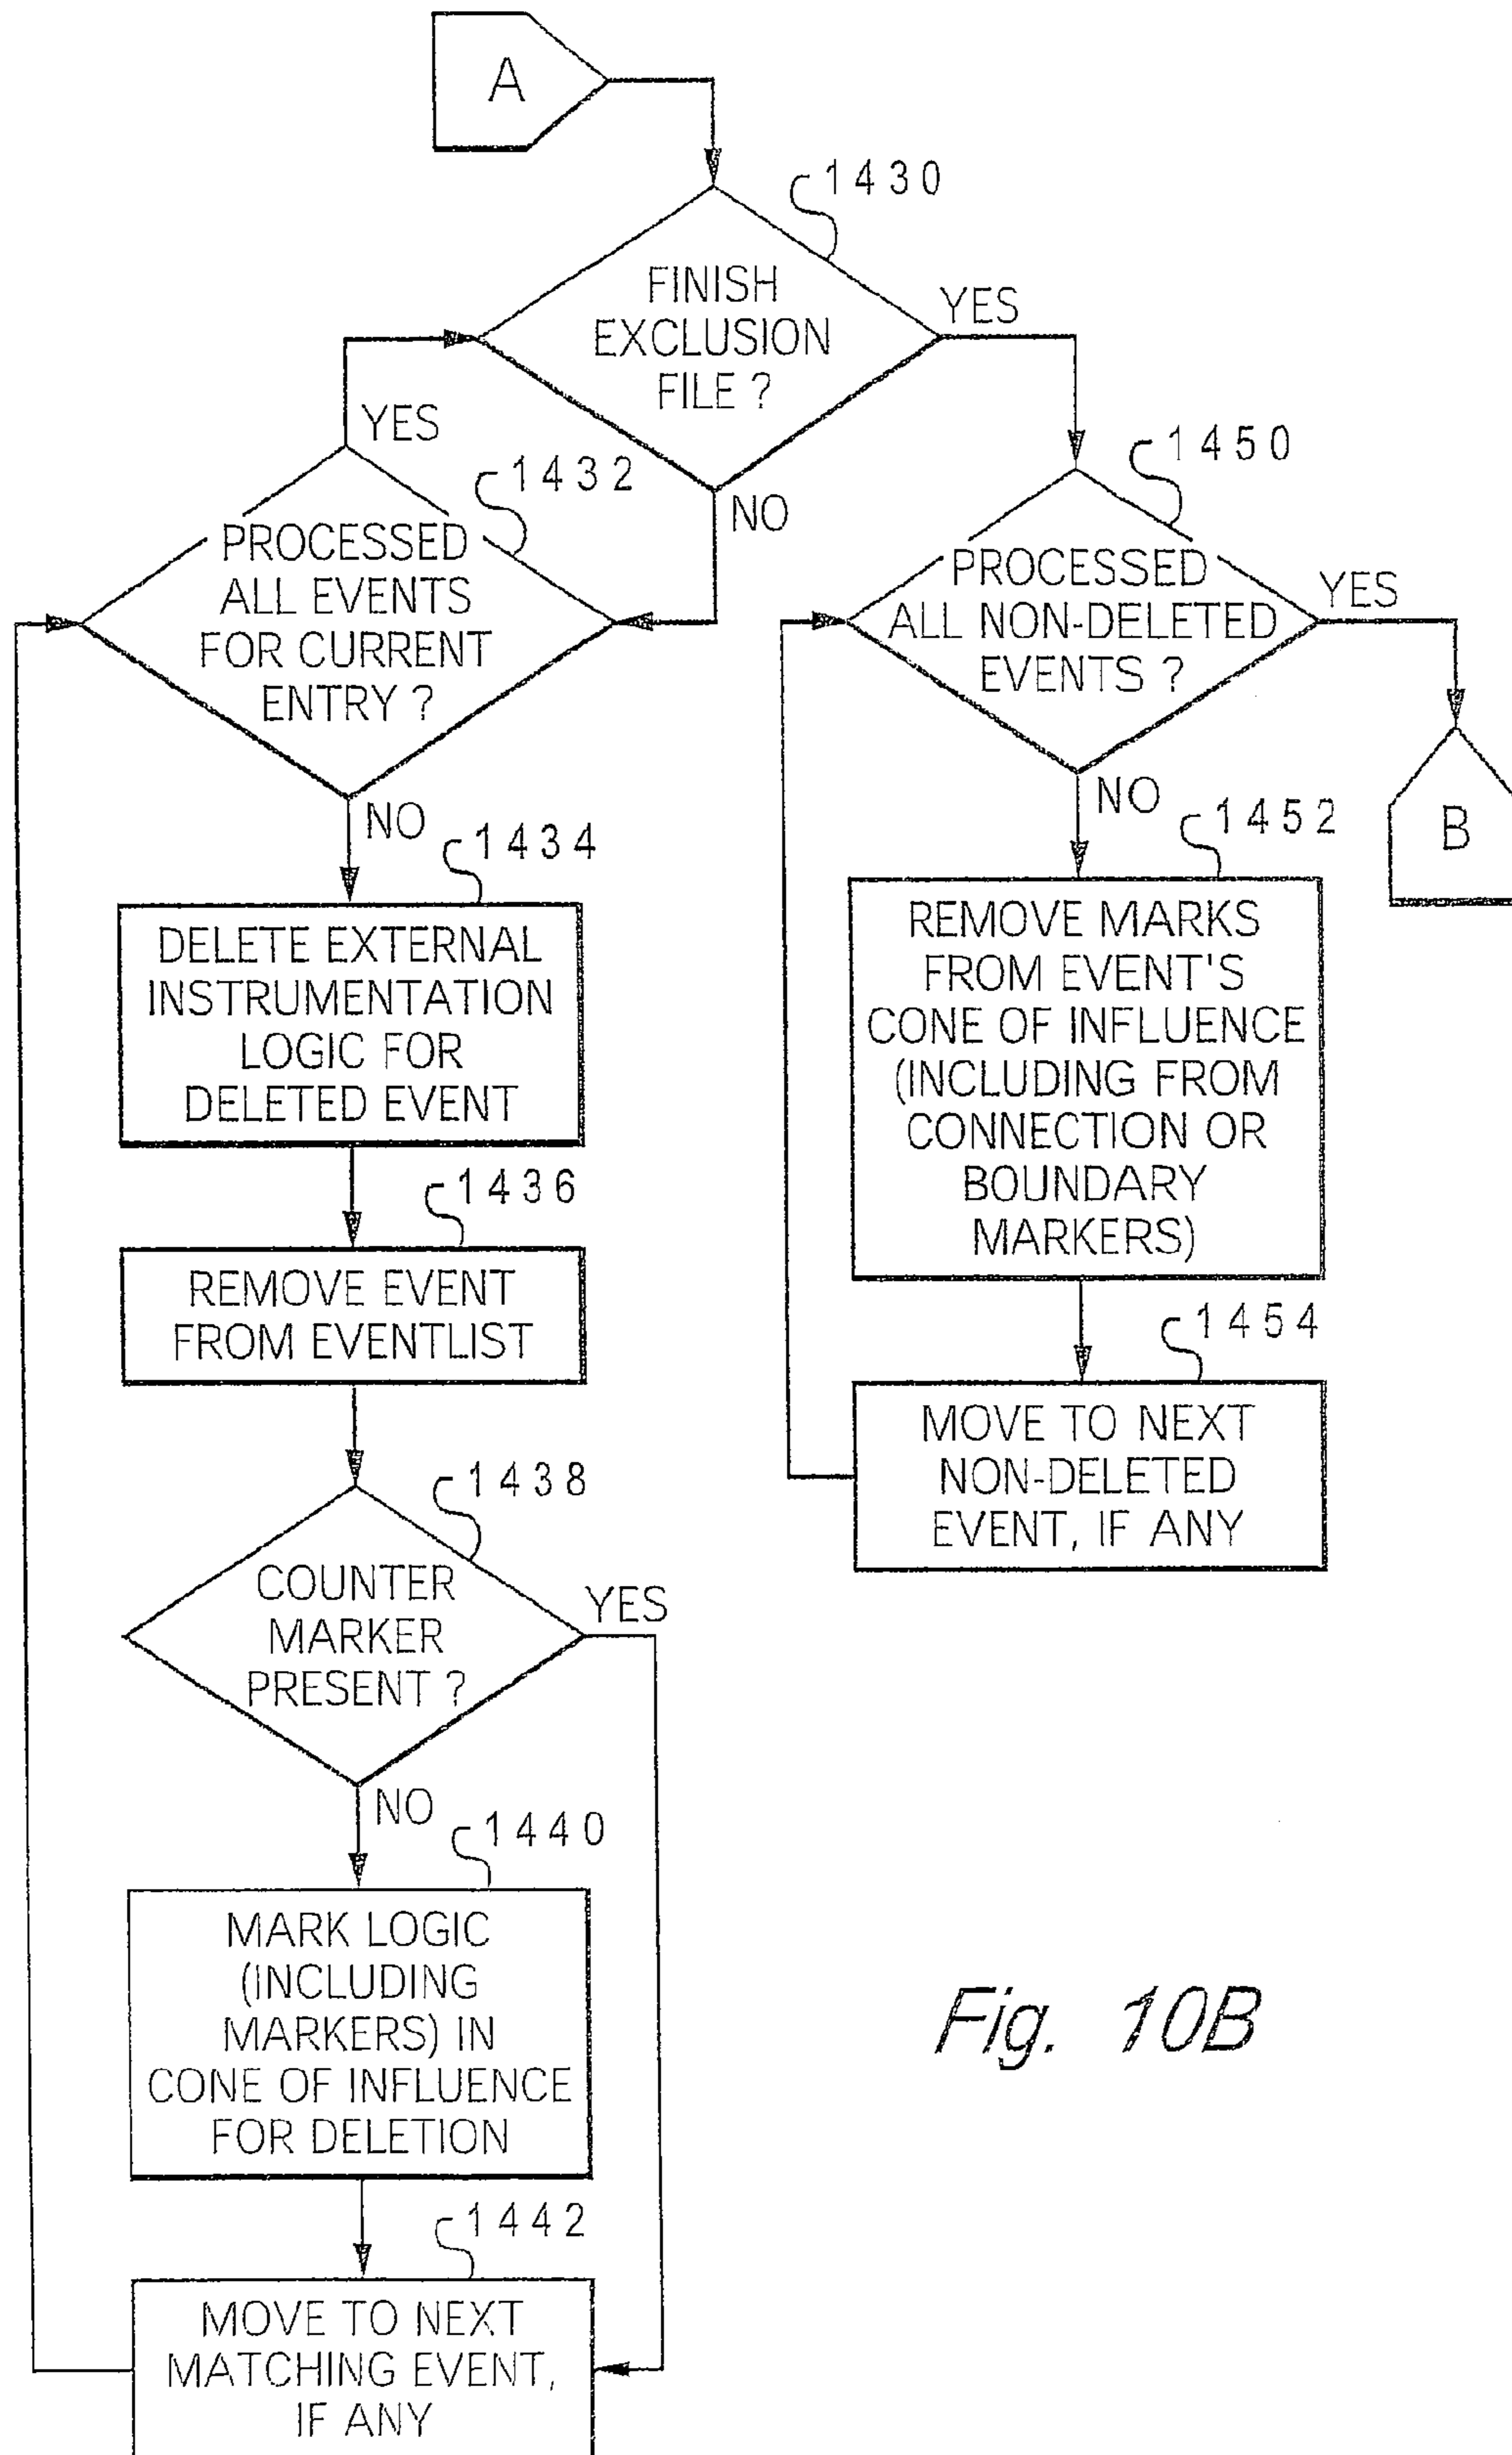 A
1430
FINISH
EXCLUSION
FILE ?
YES
NO
YES
1432
PROCESSED
ALL EVENTS
FOR CURRENT
ENTRY ?
NO
1434
DELETE EXTERNAL
INSTRUMENTATION
LOGIC FOR
DELETED EVENT
1436
REMOVE EVENT
FROM EVENTLIST
1438
COUNTER
MARKER
PRESENT ?
YES
NO
1440
MARK LOGIC
(INCLUDING
MARKERS) IN
CONE OF INFLUENCE
FOR DELETION
1442
MOVE TO NEXT
MATCHING EVENT,
IF ANY
1450
PROCESSED
ALL NON-DELETED
EVENTS ?
YES
B
NO
1452
REMOVE MARKS
FROM EVENT'S
CONE OF INFLUENCE
(INCLUDING FROM
CONNECTION OR
BOUNDARY
MARKERS)
1454
MOVE TO NEXT
NON-DELETED
EVENT, IF ANY
Fig. 10B